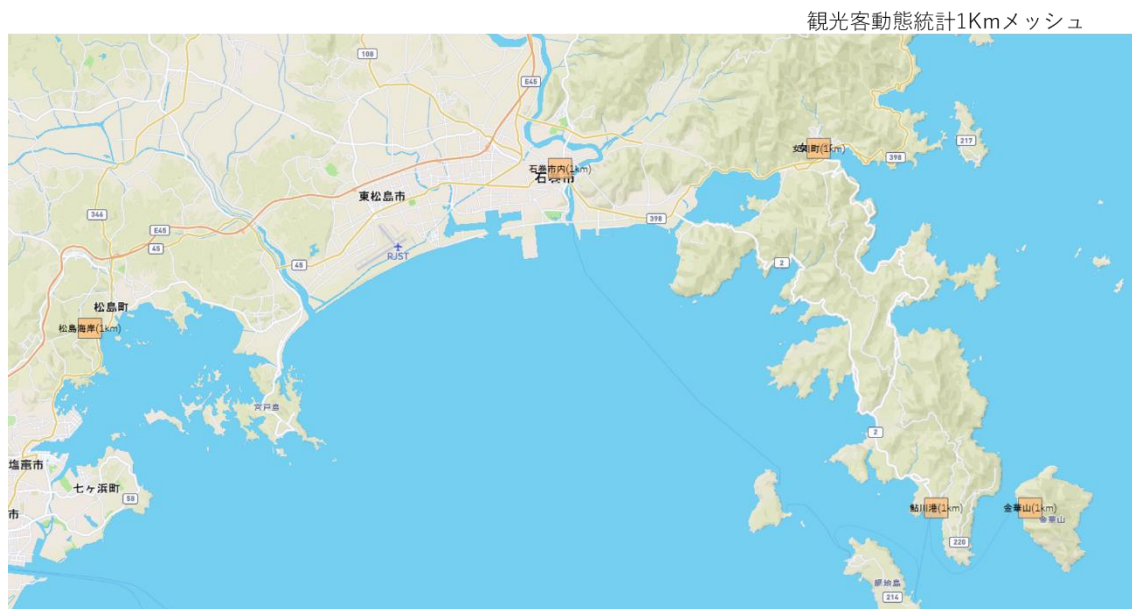 観光客動態統計1Kmメッシュ
108
E45
217
女川町(1km)
398
石巻市内(1km)
石巻市
東松島市
346
398
E45
45
RJST
45
2
松島町
松島海岸(1km)
宮戸島
2
塩竈市
七ヶ浜町
58
鮎川港(1km)
金華山(1km)
市
金華山
220
網地島
214